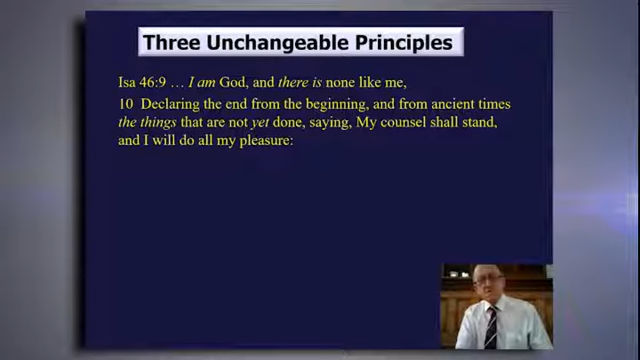 Three Unchangeable Principles
Isa 46:9 … I am God, and there is none like me,
10 Declaring the end from the beginning, and from ancient times
the things that are not yet done, saying, My counsel shall stand,
and I will do all my pleasure: